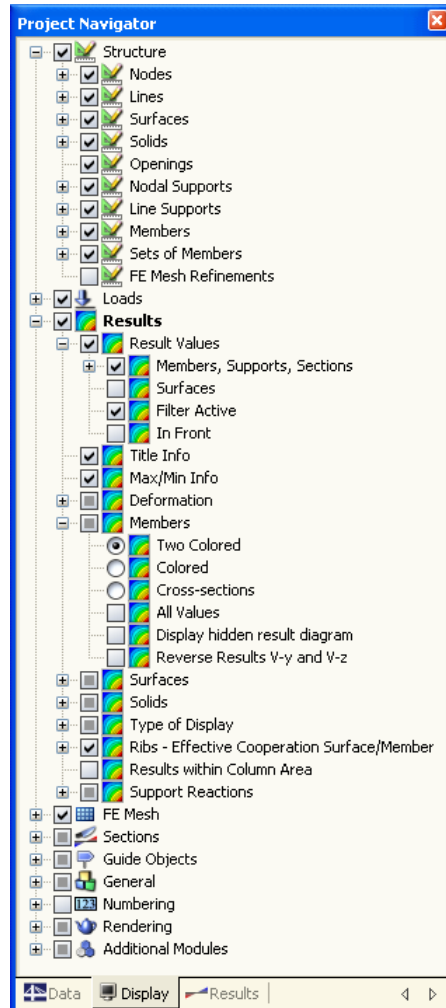 Project Navigator
Structure
Nodes
Lines
Surfaces
Solids
Openings
Nodal Supports
Line Supports
Members
Sets of Members
FE Mesh Refinements
Loads
Results
Result Values
Members, Supports, Sections
Surfaces
Filter Active
In Front
Title Info
Max/Min Info
Deformation
Members
Two Colored
Colored
Cross-sections
All Values
Display hidden result diagram
Reverse Results V-y and V-z
Surfaces
Solids
Type of Display
Ribs - Effective Cooperation Surface/Member
Results within Column Area
Support Reactions
FE Mesh
Sections
Guide Objects
General
123 Numbering
Rendering
Additional Modules
Data Display Results